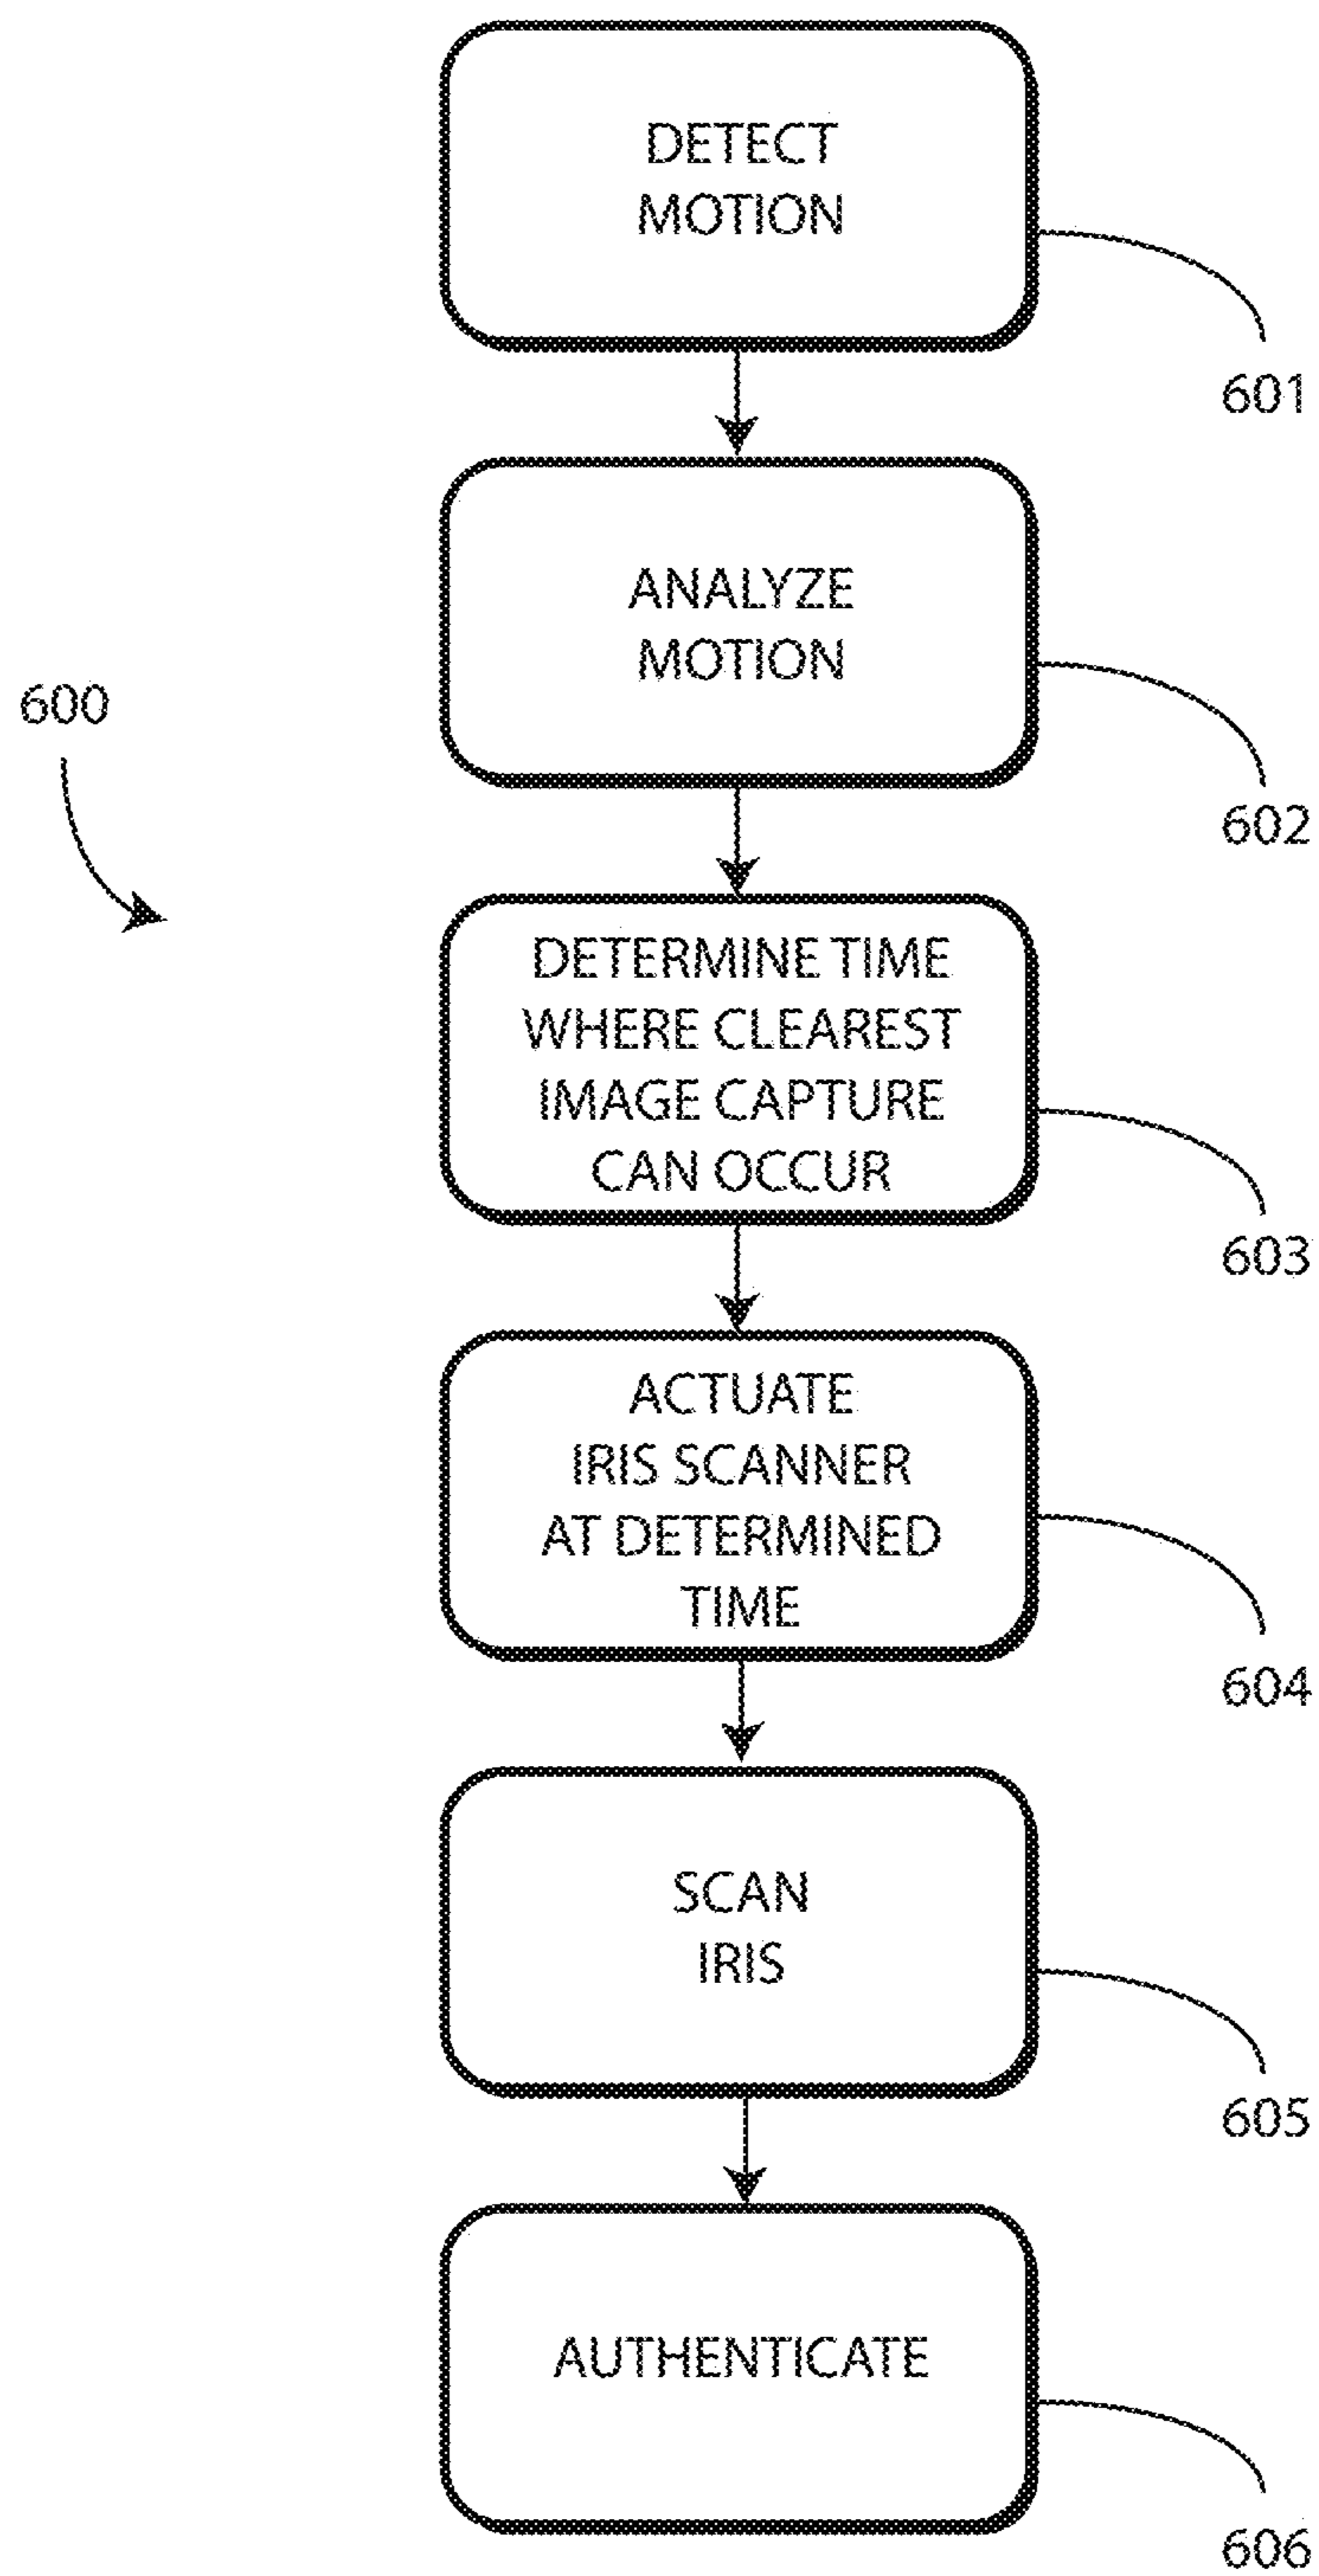 DETECT
MOTION
601
ANALYZE
MOTION
602
600
DETERMINE TIME
WHERE CLEAREST
IMAGE CAPTURE
CAN OCCUR
603
ACTUATE
IRIS SCANNER
AT DETERMINED
TIME
604
SCAN
IRIS
605
AUTHENTICATE
606